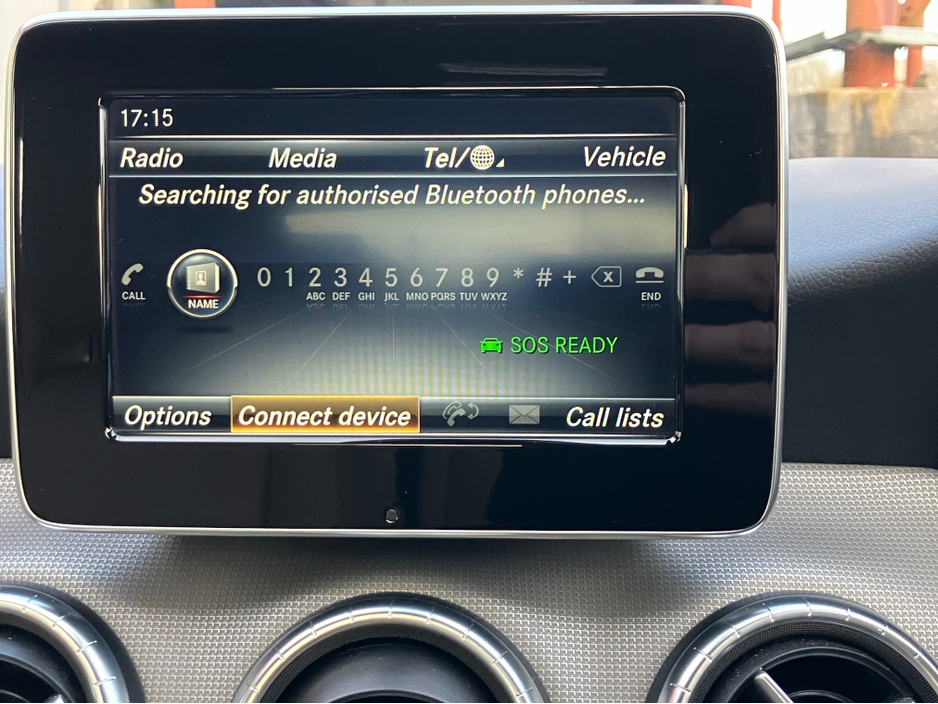 17:15
Radio Media Tel/ Vehicle
Searching for authorised Bluetooth phones...
0 1 2 3 4 5 6 7 8 9 * # +
CALL NAME ABC DEF GHI JKL MNO PQRS TUV WXYZ X END
SOS READY
Options Connect device Call lists